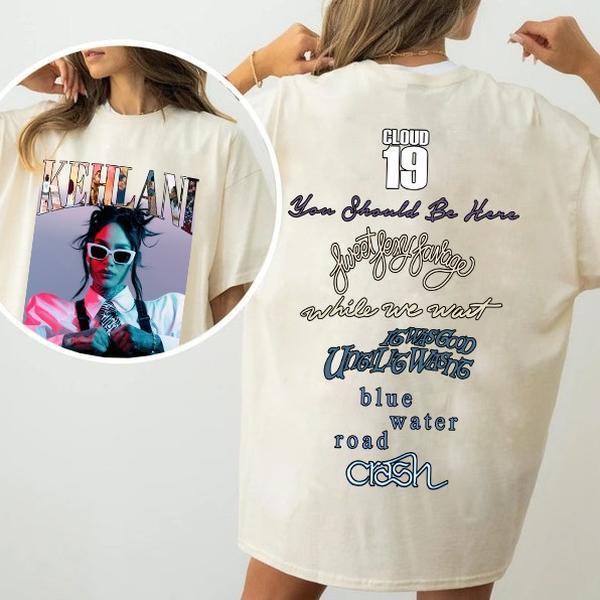 KEHLANI
CLOUD
19
You Should Be Here
SweetSexySavage
while we wait
It Was Good
Until It Wasn't
blue
water
road
crash